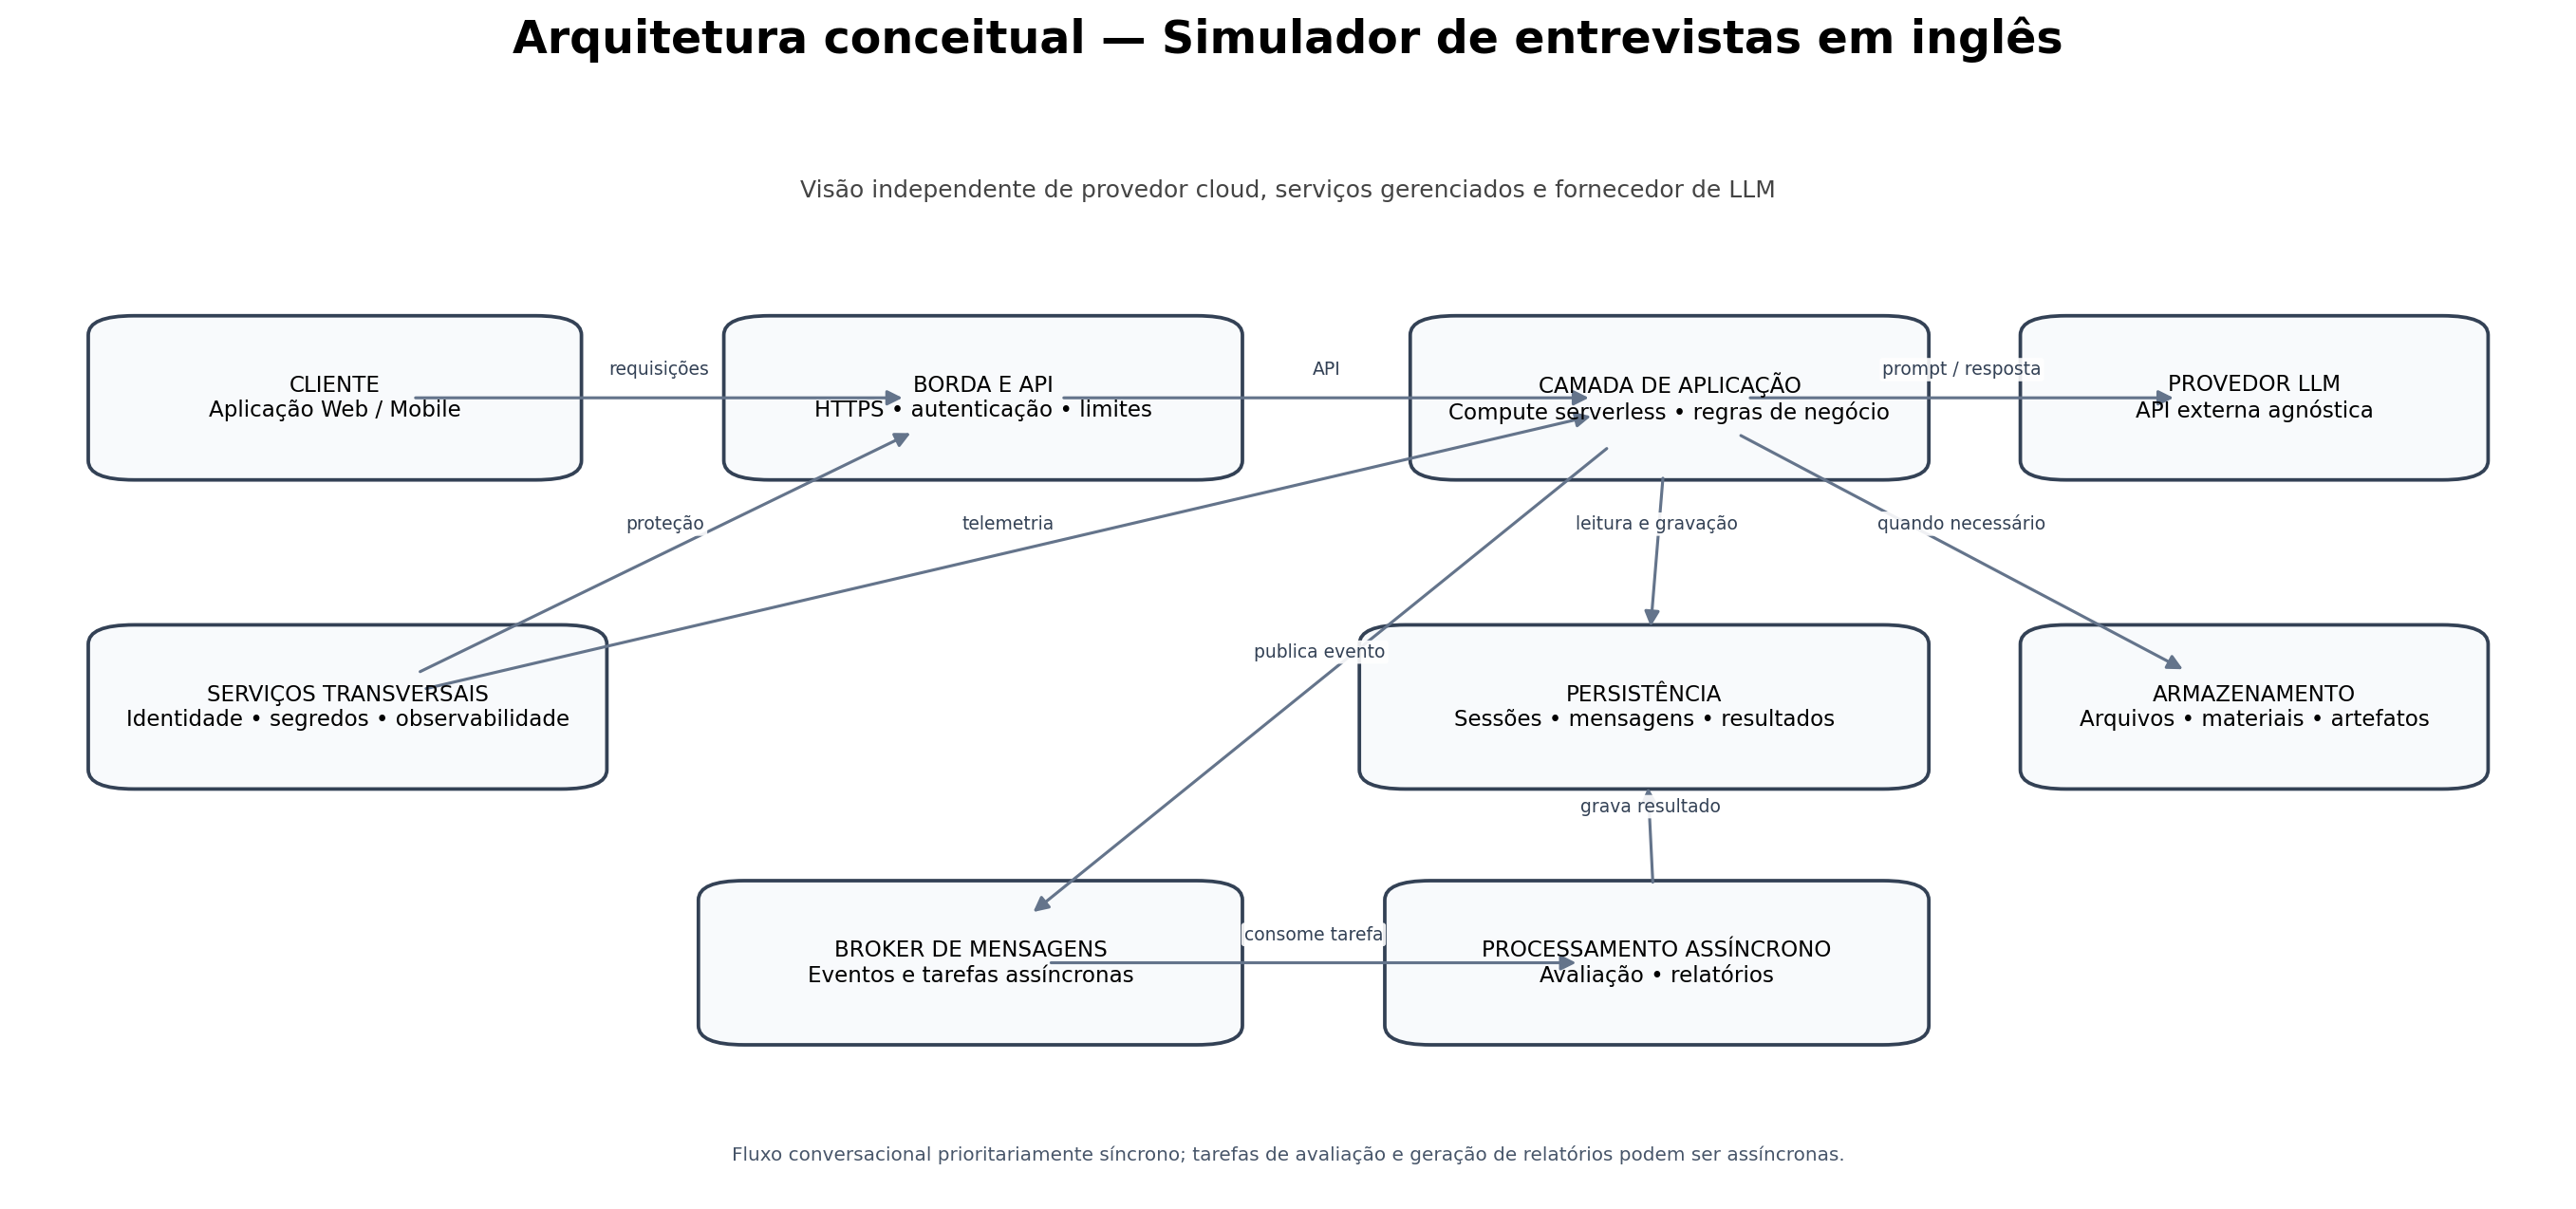 Arquitetura conceitual — Simulador de entrevistas em inglês
Visão independente de provedor cloud, serviços gerenciados e fornecedor de LLM
CLIENTE
Aplicação Web / Mobile
requisições
BORDA E API
HTTPS • autenticação • limites
API
CAMADA DE APLICAÇÃO
Compute serverless • regras de negócio
prompt / resposta
PROVEDOR LLM
API externa agnóstica
proteção
telemetria
leitura e gravação
quando necessário
publica evento
SERVIÇOS TRANSVERSAIS
Identidade • segredos • observabilidade
PERSISTÊNCIA
Sessões • mensagens • resultados
ARMAZENAMENTO
Arquivos • materiais • artefatos
grava resultado
BROKER DE MENSAGENS
Eventos e tarefas assíncronas
consome tarefa
PROCESSAMENTO ASSÍNCRONO
Avaliação • relatórios
Fluxo conversacional prioritariamente síncrono; tarefas de avaliação e geração de relatórios podem ser assíncronas.